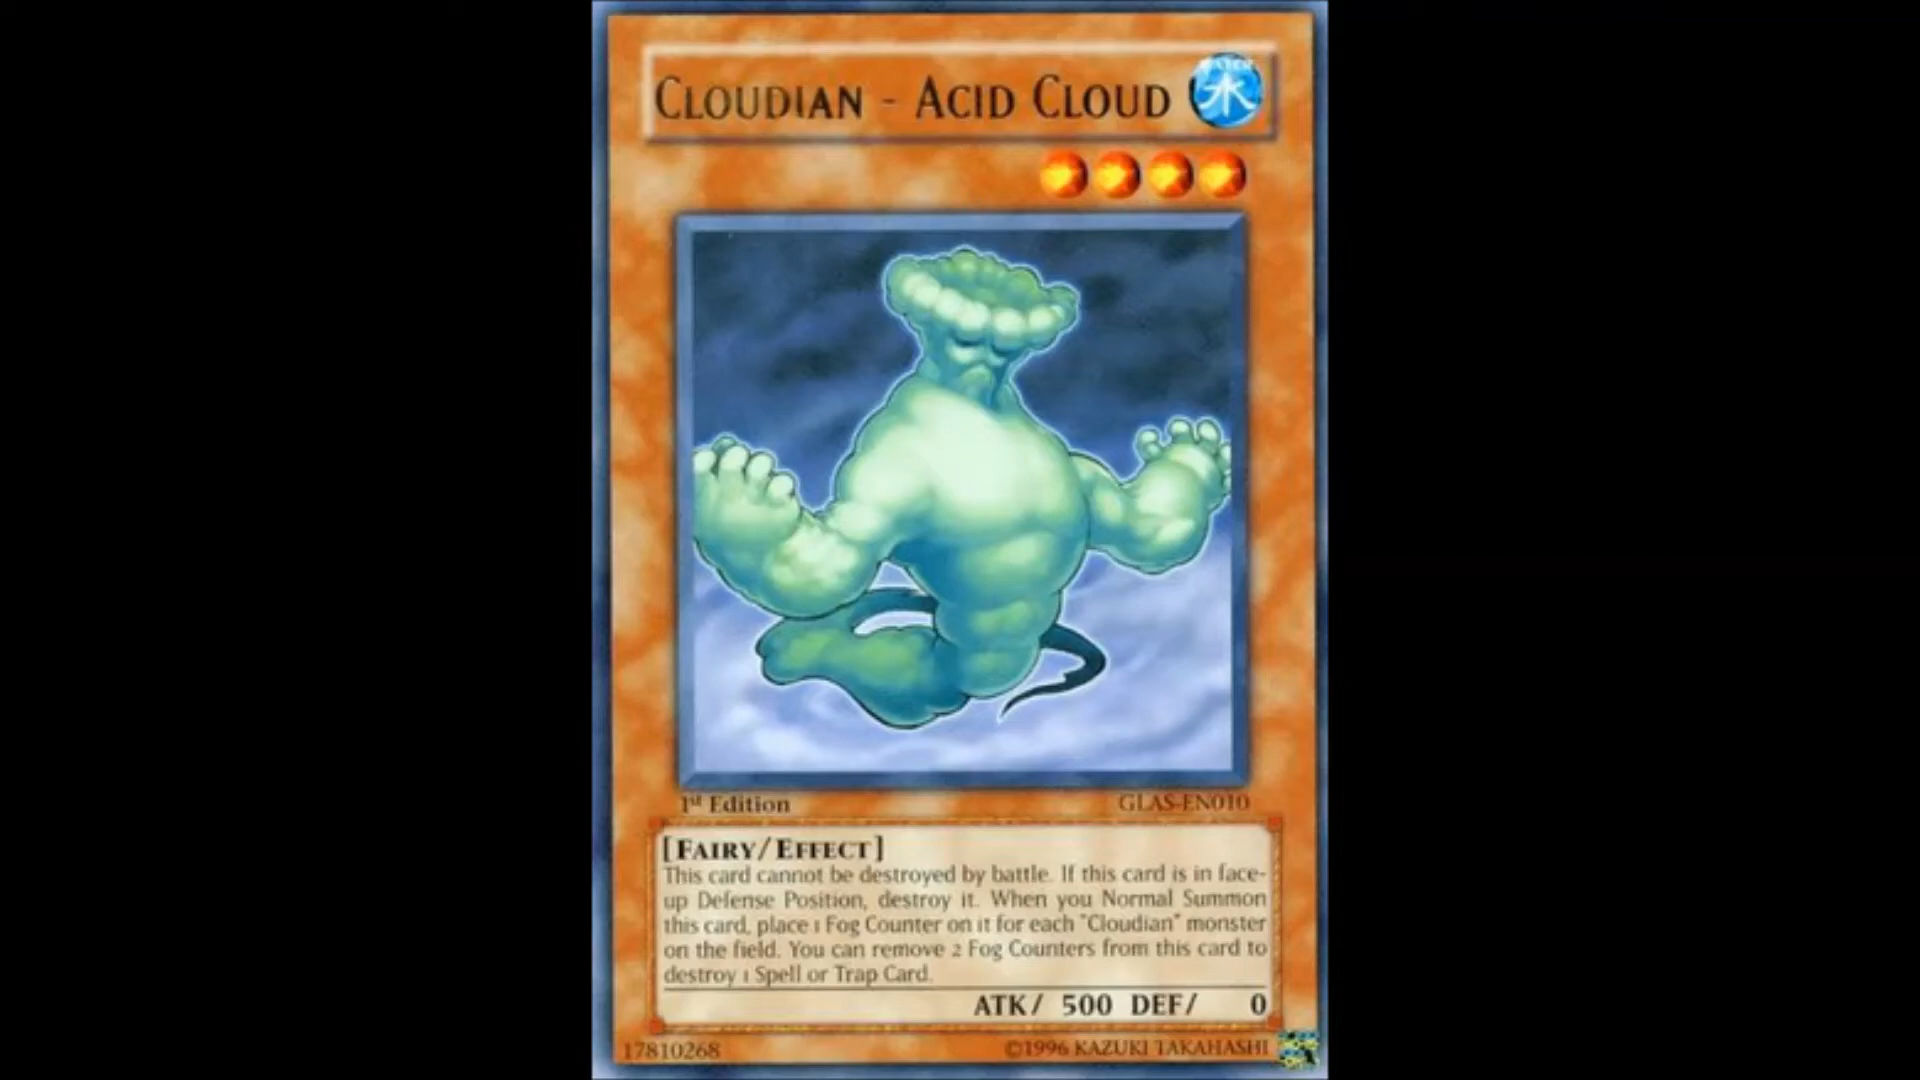 CLOUDIAN - ACID CLOUD
WATER
水
1st Edition
GLAS-EN010
[FAIRY/EFFECT]
This card cannot be destroyed by battle. If this card is in face-
up Defense Position, destroy it. When you Normal Summon
this card, place 1 Fog Counter on it for each "Cloudian" monster
on the field. You can remove 2 Fog Counters from this card to
destroy 1 Spell or Trap Card.
ATK/ 500 DEF/ 0
17810268
©1996 KAZUKI TAKAHASHI